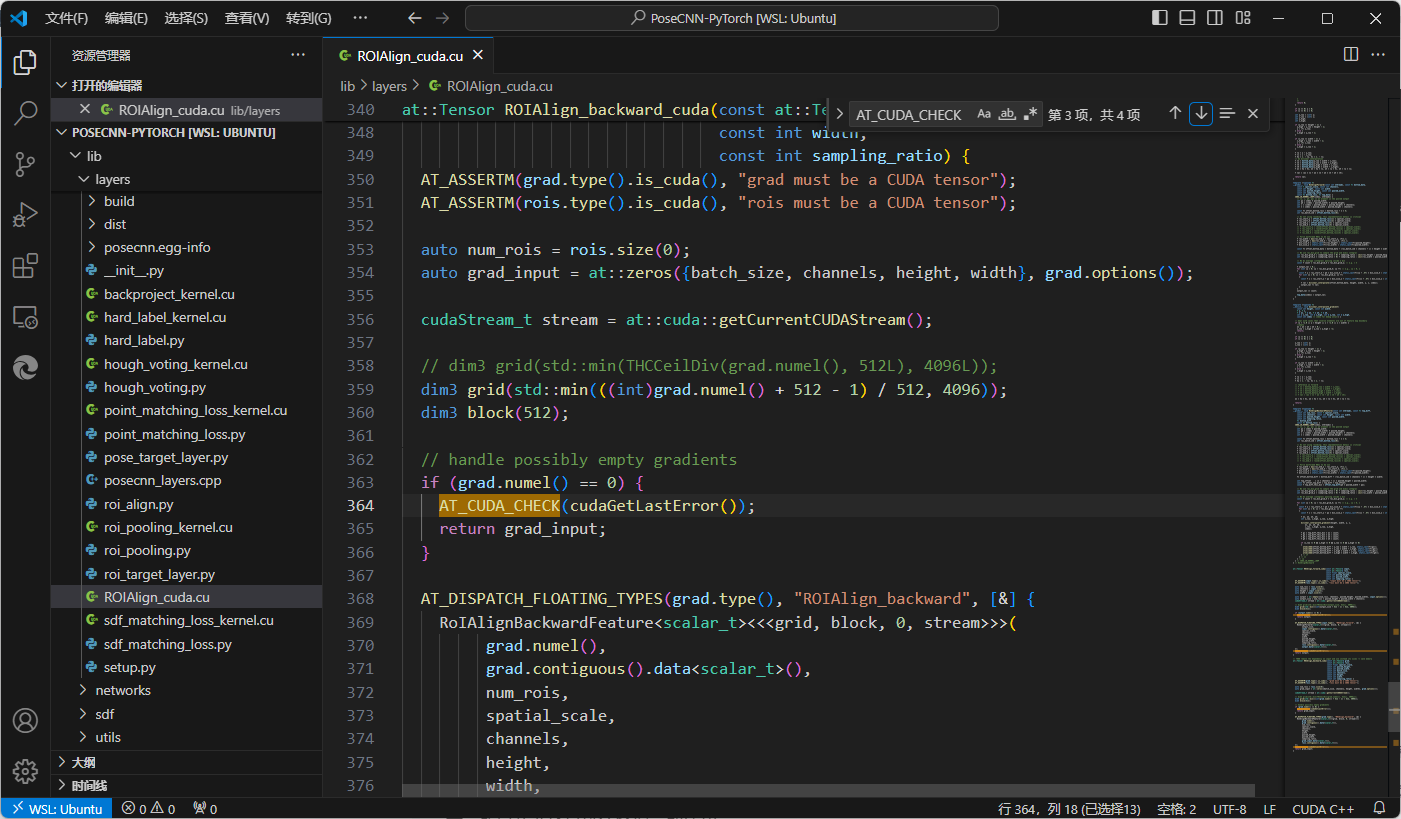 文件(F) 编辑(E) 选择(S) 查看(V) 转到(G) ··· PoseCNN-PyTorch [WSL: Ubuntu]
资源管理器 ···
打开的编辑器
ROIAlign_cuda.cu lib/layers
POSECNN-PYTORCH [WSL: UBUNTU]
lib
layers
build
dist
posecnn.egg-info
__init__.py
backproject_kernel.cu
hard_label_kernel.cu
hard_label.py
hough_voting_kernel.cu
hough_voting.py
point_matching_loss_kernel.cu
point_matching_loss.py
pose_target_layer.py
posecnn_layers.cpp
roi_align.py
roi_pooling_kernel.cu
roi_pooling.py
roi_target_layer.py
ROIAlign_cuda.cu
sdf_matching_loss_kernel.cu
sdf_matching_loss.py
setup.py
networks
sdf
utils
大纲
时间线
ROIAlign_cuda.cu
lib > layers > ROIAlign_cuda.cu
AT_CUDA_CHECK Aa ab 第 3 项，共 4 项
340 at::Tensor ROIAlign_backward_cuda(const at::Te
348 const int width,
349 const int sampling_ratio) {
350 AT_ASSERTM(grad.type().is_cuda(), "grad must be a CUDA tensor");
351 AT_ASSERTM(rois.type().is_cuda(), "rois must be a CUDA tensor");
352
353 auto num_rois = rois.size(0);
354 auto grad_input = at::zeros({batch_size, channels, height, width}, grad.options());
355
356 cudaStream_t stream = at::cuda::getCurrentCUDAStream();
357
358 // dim3 grid(std::min(THCCeilDiv(grad.numel(), 512L), 4096L));
359 dim3 grid(std::min(((int)grad.numel() + 512 - 1) / 512, 4096));
360 dim3 block(512);
361
362 // handle possibly empty gradients
363 if (grad.numel() == 0) {
364 AT_CUDA_CHECK(cudaGetLastError());
365 return grad_input;
366 }
367
368 AT_DISPATCH_FLOATING_TYPES(grad.type(), "ROIAlign_backward", [&] {
369 RoIAlignBackwardFeature<scalar_t><<<grid, block, 0, stream>>>(
370 grad.numel(),
371 grad.contiguous().data<scalar_t>(),
372 num_rois,
373 spatial_scale,
374 channels,
375 height,
376 width,
WSL: Ubuntu 0 0 0 行 364，列 18 (已选择13) 空格: 2 UTF-8 LF CUDA C++